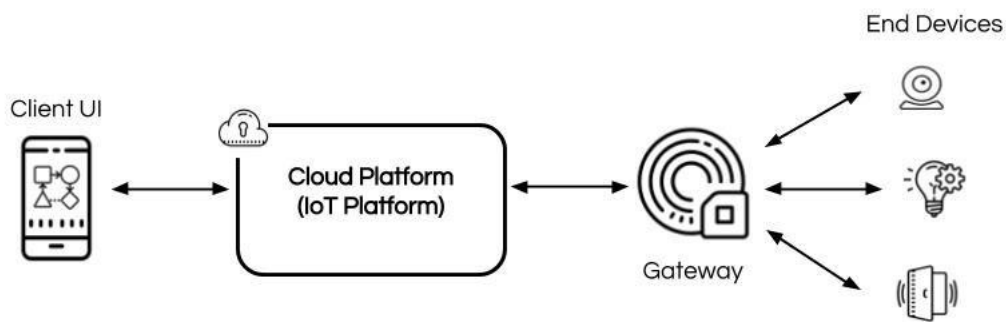 End Devices
Client UI
Cloud Platform
(IoT Platform)
Gateway